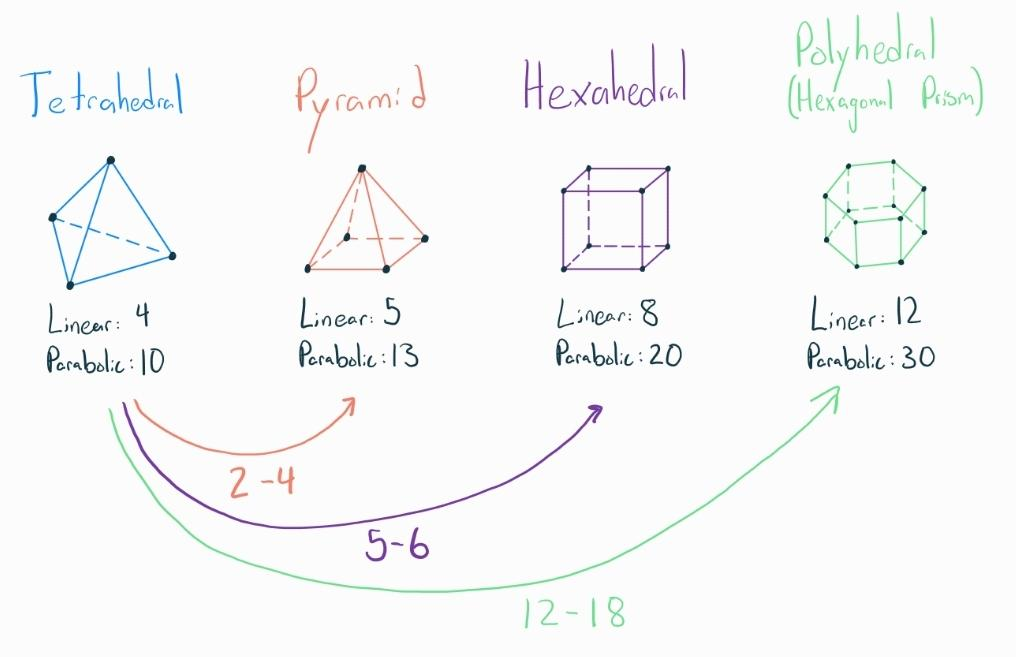 Tetrahedral
Linear: 4
Parabolic: 10
Pyramid
Linear: 5
Parabolic: 13
Hexahedral
Linear: 8
Parabolic: 20
Polyhedral
(Hexagonal Prism)
Linear: 12
Parabolic: 30
2-4
5-6
12-18